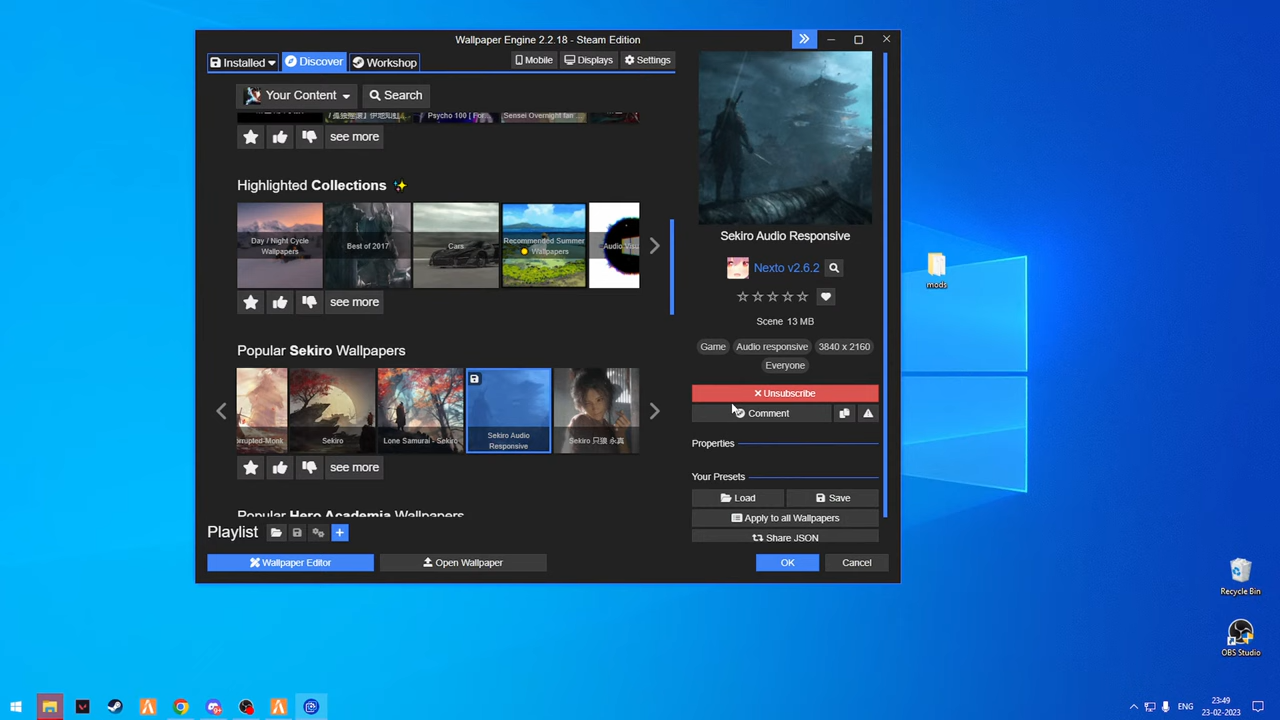 Wallpaper Engine 2.2.18 - Steam Edition
Installed
Discover
Workshop
Mobile
Displays
Settings
Your Content
Search
Psycho 100 [ For
Sensei Overnight fair
see more
Highlighted Collections
Day / Night Cycle
Wallpapers
Best of 2017
Cars
Recommended Summer
Wallpapers
Audio Visu
see more
Popular Sekiro Wallpapers
irrupted-Monk
Sekiro
Lone Samurai - Sekiro
Sekiro Audio
Responsive
Sekiro 只狼 永真
see more
Popular Hero Academia Wallpapers
Playlist
Wallpaper Editor
Open Wallpaper
Sekiro Audio Responsive
Nexto v2.6.2
Scene 13 MB
Game
Audio responsive
3840 x 2160
Everyone
Unsubscribe
Comment
Properties
Your Presets
Load
Save
Apply to all Wallpapers
Share JSON
OK
Cancel
mods
Recycle Bin
OBS Studio
ENG
23:49
23-02-2023